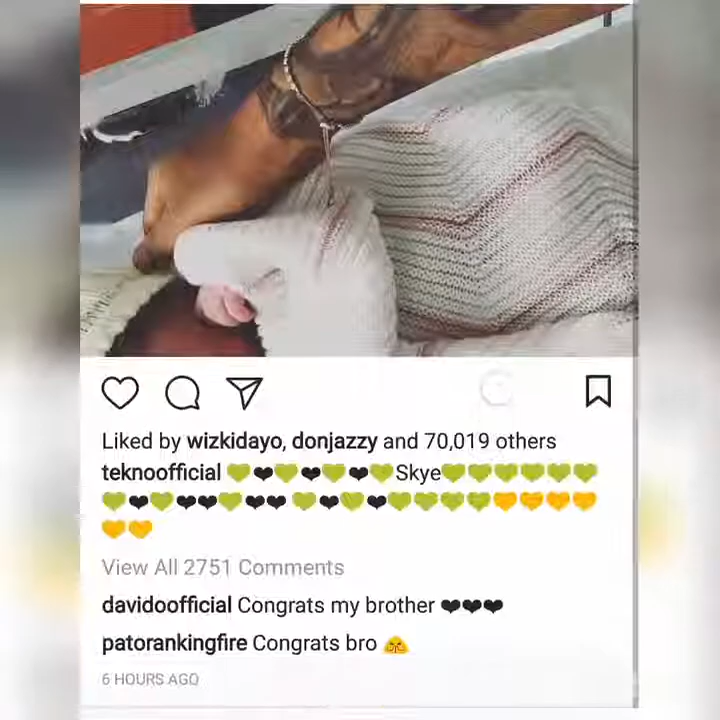 Liked by wizkidayo, donjazzy and 70,019 others
teknoofficial 💚🖤💚🖤💚🖤💚Skye💚💚💚💚💚💚
💚🖤💚🖤🖤💚🖤🖤 💚🖤💚🖤💚💚💚💚💛💛💛💛
💛💛
View All 2751 Comments
davidoofficial Congrats my brother 🖤🖤🖤
patorankingfire Congrats bro 🙏
6 HOURS AGO